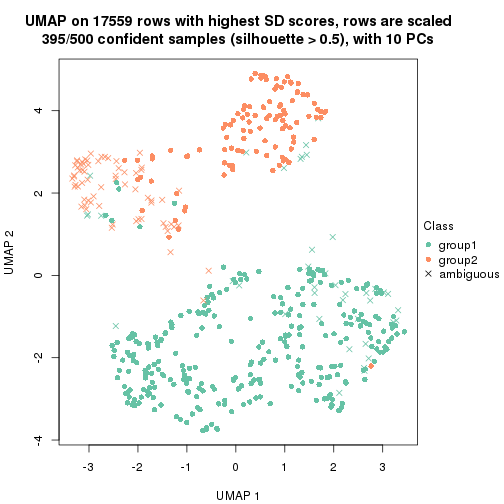 UMAP on 17559 rows with highest SD scores, rows are scaled
395/500 confident samples (silhouette > 0.5), with 10 PCs
4
2
0
-2
-4
UMAP 2
-3
-2
-1
0
1
2
3
UMAP 1
Class
group1
group2
ambiguous